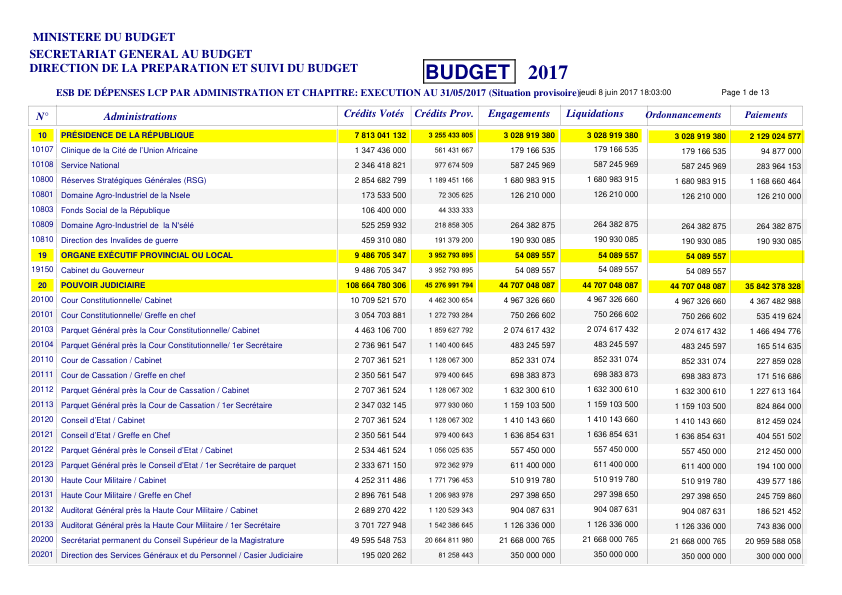 MINISTERE DU BUDGET
SECRETARIAT GENERAL AU BUDGET
DIRECTION DE LA PREPARATION ET SUIVI DU BUDGET
BUDGET 2017
ESB DE DÉPENSES LCP PAR ADMINISTRATION ET CHAPITRE: EXECUTION AU 31/05/2017 (Situation provisoire) jeudi 8 juin 2017 18:03:00 Page 1 de 13
N° Administrations Crédits Votés Crédits Prov. Engagements Liquidations Ordonnancements Paiements
10 PRÉSIDENCE DE LA RÉPUBLIQUE 7 813 041 132 3 255 433 805 3 028 919 380 3 028 919 380 3 028 919 380 2 129 024 577
10107 Clinique de la Cité de l'Union Africaine 1 347 436 000 561 431 667 179 166 535 179 166 535 179 166 535 94 877 000
10108 Service National 2 346 418 821 977 674 509 587 245 969 587 245 969 587 245 969 283 964 153
10800 Réserves Stratégiques Générales (RSG) 2 854 682 799 1 189 451 166 1 680 983 915 1 680 983 915 1 680 983 915 1 168 660 464
10801 Domaine Agro-Industriel de la Nsele 173 533 500 72 305 625 126 210 000 126 210 000 126 210 000 126 210 000
10803 Fonds Social de la République 106 400 000 44 333 333
10809 Domaine Agro-Industriel de la N'sélé 525 259 932 218 858 305 264 382 875 264 382 875 264 382 875 264 382 875
10810 Direction des Invalides de guerre 459 310 080 191 379 200 190 930 085 190 930 085 190 930 085 190 930 085
19 ORGANE EXÉCUTIF PROVINCIAL OU LOCAL 9 486 705 347 3 952 793 895 54 089 557 54 089 557 54 089 557
19150 Cabinet du Gouverneur 9 486 705 347 3 952 793 895 54 089 557 54 089 557 54 089 557
20 POUVOIR JUDICIAIRE 108 664 780 306 45 276 991 794 44 707 048 087 44 707 048 087 44 707 048 087 35 842 378 328
20100 Cour Constitutionnelle/ Cabinet 10 709 521 570 4 462 300 654 4 967 326 660 4 967 326 660 4 967 326 660 4 367 482 988
20101 Cour Constitutionnelle/ Greffe en chef 3 054 703 881 1 272 793 284 750 266 602 750 266 602 750 266 602 535 419 624
20103 Parquet Général près la Cour Constitutionnelle/ Cabinet 4 463 106 700 1 859 627 792 2 074 617 432 2 074 617 432 2 074 617 432 1 466 494 776
20104 Parquet Général près la Cour Constitutionnelle/ 1er Secrétaire 2 736 961 547 1 140 400 645 483 245 597 483 245 597 483 245 597 165 514 635
20110 Cour de Cassation / Cabinet 2 707 361 521 1 128 067 300 852 331 074 852 331 074 852 331 074 227 859 028
20111 Cour de Cassation / Greffe en chef 2 350 561 547 979 400 645 698 383 873 698 383 873 698 383 873 171 516 686
20112 Parquet Général près la Cour de Cassation / Cabinet 2 707 361 524 1 128 067 302 1 632 300 610 1 632 300 610 1 632 300 610 1 227 613 164
20113 Parquet Général près la Cour de Cassation / 1er Secrétaire 2 347 032 145 977 930 060 1 159 103 500 1 159 103 500 1 159 103 500 824 864 000
20120 Conseil d'Etat / Cabinet 2 707 361 524 1 128 067 302 1 410 143 660 1 410 143 660 1 410 143 660 812 459 024
20121 Conseil d'Etat / Greffe en Chef 2 350 561 544 979 400 643 1 636 854 631 1 636 854 631 1 636 854 631 404 551 502
20122 Parquet Général près le Conseil d'Etat / Cabinet 2 534 461 524 1 056 025 635 557 450 000 557 450 000 557 450 000 212 450 000
20123 Parquet Général près le Conseil d'Etat / 1er Secrétaire de parquet 2 333 671 150 972 362 979 611 400 000 611 400 000 611 400 000 194 100 000
20130 Haute Cour Militaire / Cabinet 4 252 311 486 1 771 796 453 510 919 780 510 919 780 510 919 780 439 577 186
20131 Haute Cour Militaire / Greffe en Chef 2 896 761 548 1 206 983 978 297 398 650 297 398 650 297 398 650 245 759 860
20132 Auditorat Général près la Haute Cour Militaire / Cabinet 2 689 270 422 1 120 529 343 904 087 631 904 087 631 904 087 631 186 521 452
20133 Auditorat Général près la Haute Cour Militaire / 1er Secrétaire 3 701 727 948 1 542 386 645 1 126 336 000 1 126 336 000 1 126 336 000 743 836 000
20200 Secrétariat permanent du Conseil Supérieur de la Magistrature 49 595 548 753 20 664 811 980 21 668 000 765 21 668 000 765 21 668 000 765 20 959 588 058
20201 Direction des Services Généraux et du Personnel / Casier Judiciaire 195 020 262 81 258 443 350 000 000 350 000 000 350 000 000 300 000 000